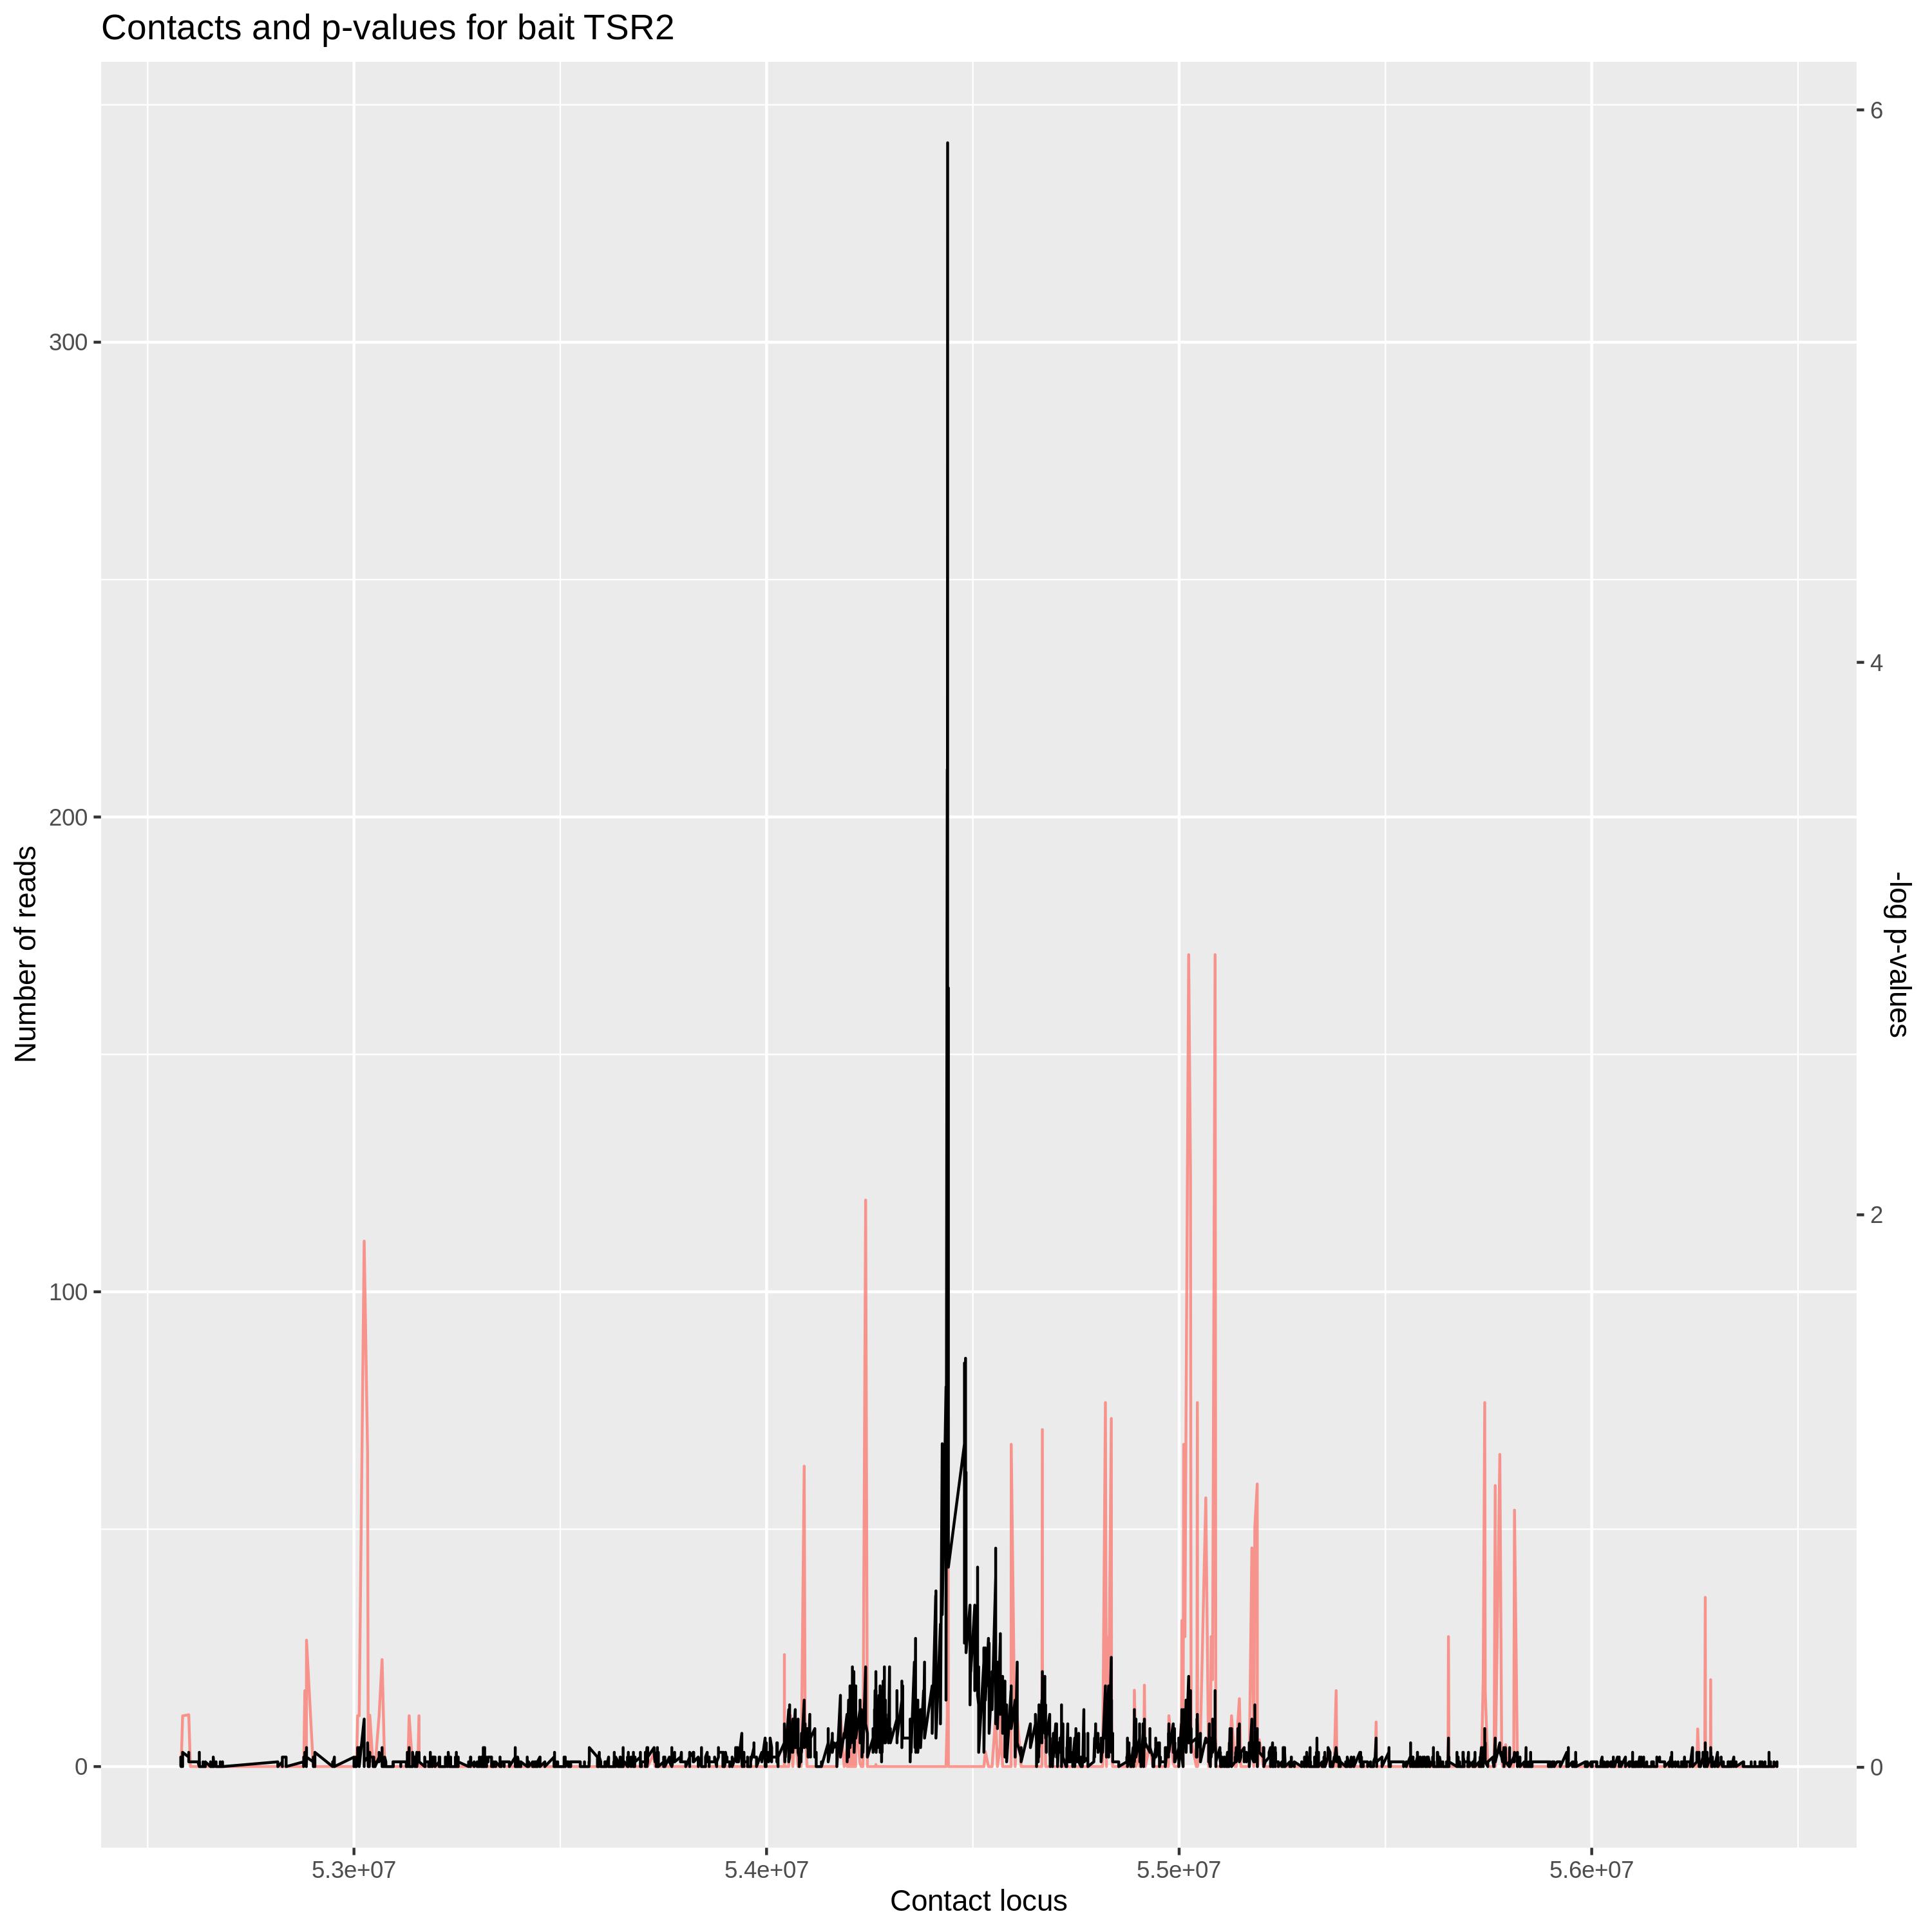 Contacts and p-values for bait TSR2
Number of reads
300
200
100
0
6
4
2
0
-log p-values
5.3e+07 5.4e+07 5.5e+07 5.6e+07
Contact locus